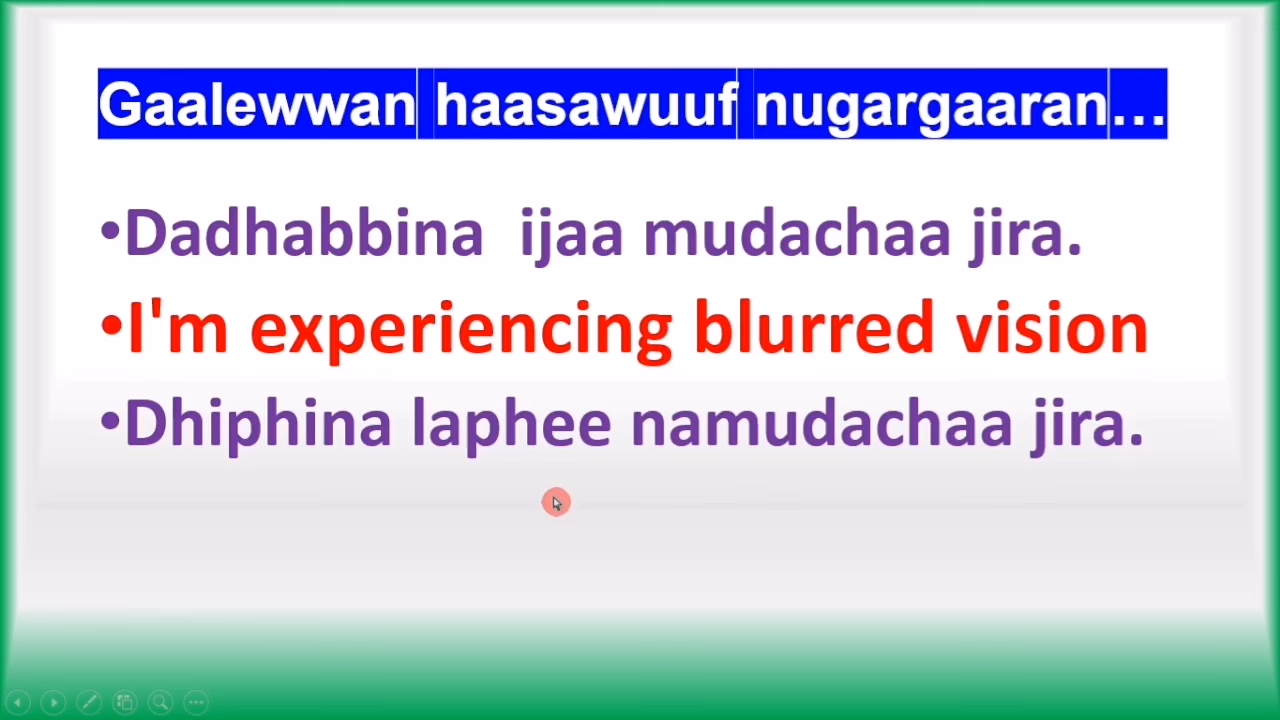 Gaalewwan haasawuuf nugargaaran...
•Dadhabbina ijaa mudachaa jira.
•I'm experiencing blurred vision
•Dhiphina laphee namudachaa jira.